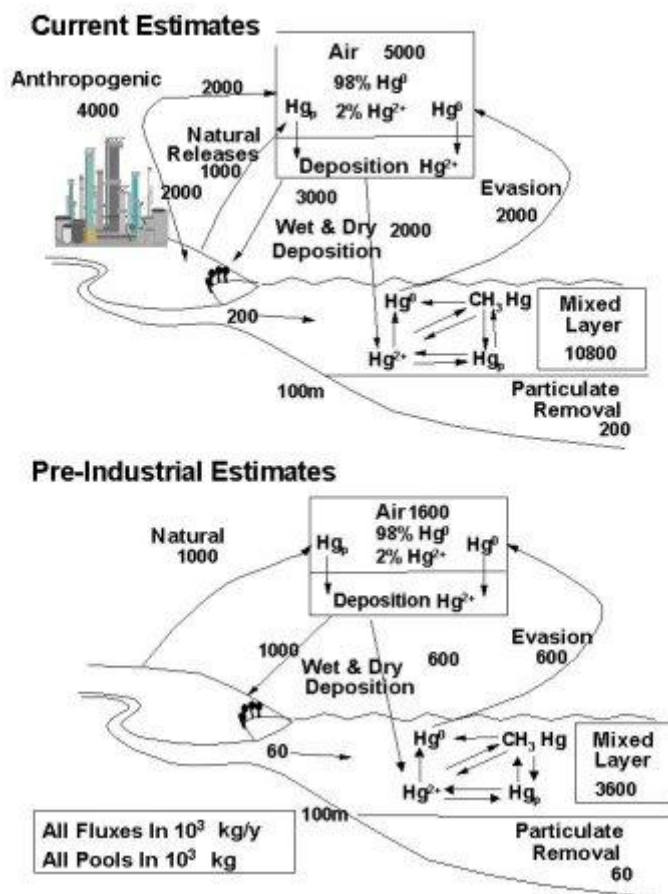 Current Estimates
Anthropogenic
4000
2000
Air 5000
98% Hg⁰
2% Hg²⁺
Hgₚ
Hg⁰
Natural
Releases
1000
2000
Deposition Hg²⁺
3000
Wet & Dry
Deposition
2000
Evasion
2000
200
Hg⁰
CH₃ Hg
Hg²⁺
Hgₚ
Mixed
Layer
10800
100m
Particulate
Removal
200
Pre-Industrial Estimates
Natural
1000
Air 1600
98% Hg⁰
2% Hg²⁺
Hgₚ
Hg⁰
Deposition Hg²⁺
1000
Wet & Dry
Deposition
600
Evasion
600
60
Hg⁰
CH₃ Hg
Hg²⁺
Hgₚ
Mixed
Layer
3600
100m
Particulate
Removal
60
All Fluxes In 10³ kg/y
All Pools In 10³ kg